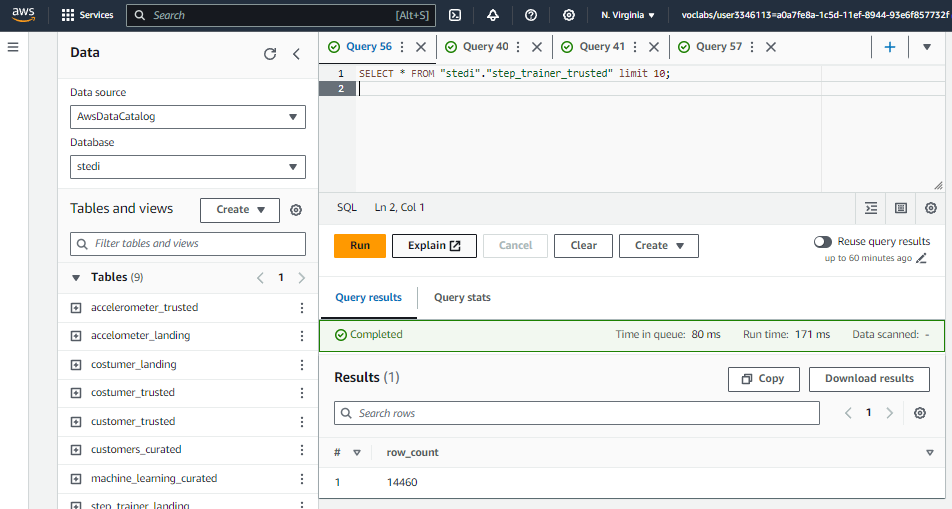 aws
Services
Search
[Alt+S]
N. Virginia
voclabs/user3346113=a0a7fe8a-1c5d-11ef-8944-93e6f857732f
Data
Data source
AwsDataCatalog
Database
stedi
Tables and views
Create
Filter tables and views
Tables (9)
1
accelerometer_trusted
accelometer_landing
costumer_landing
costumer_trusted
customer_trusted
customers_curated
machine_learning_curated
step_trainer_landing
Query 56
Query 40
Query 41
Query 57
1 SELECT * FROM "stedi"."step_trainer_trusted" limit 10;
2
SQL Ln 2, Col 1
Run
Explain
Cancel
Clear
Create
Reuse query results
up to 60 minutes ago
Query results
Query stats
Completed
Time in queue: 80 ms
Run time: 171 ms
Data scanned: -
Results (1)
Copy
Download results
Search rows
1
# row_count
1 14460